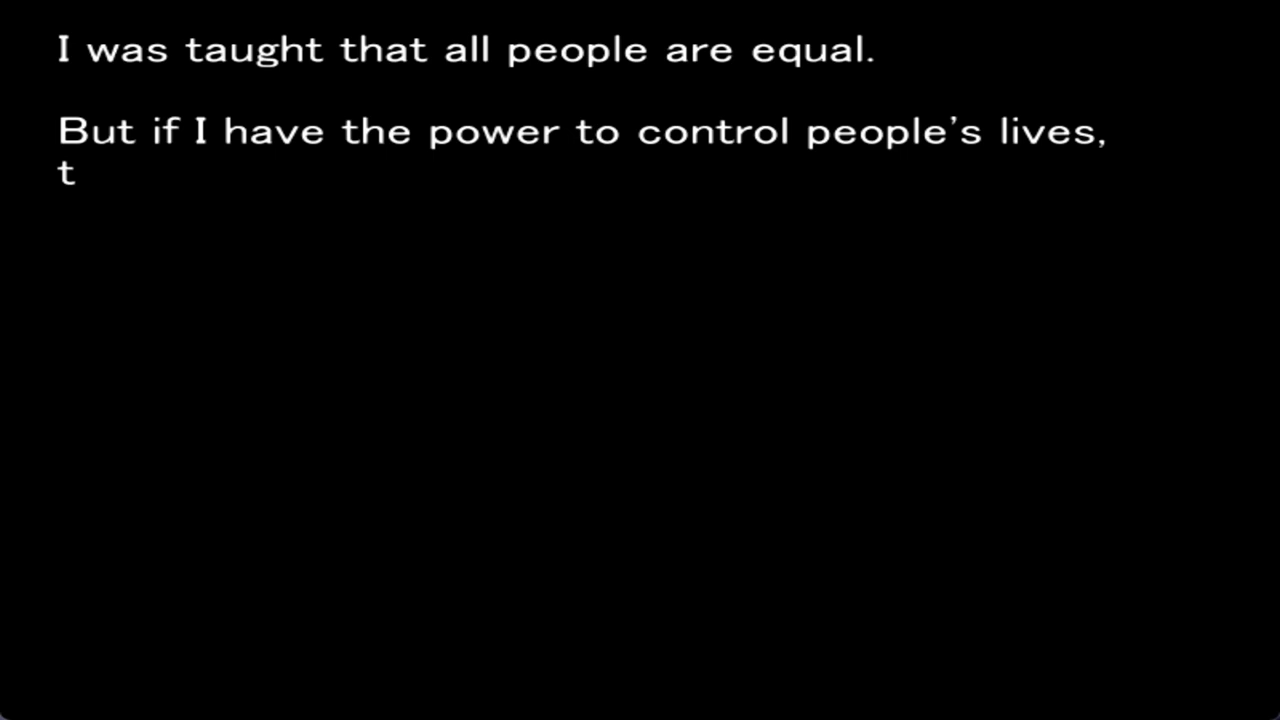 I was taught that all people are equal.
But if I have the power to control people's lives,
t